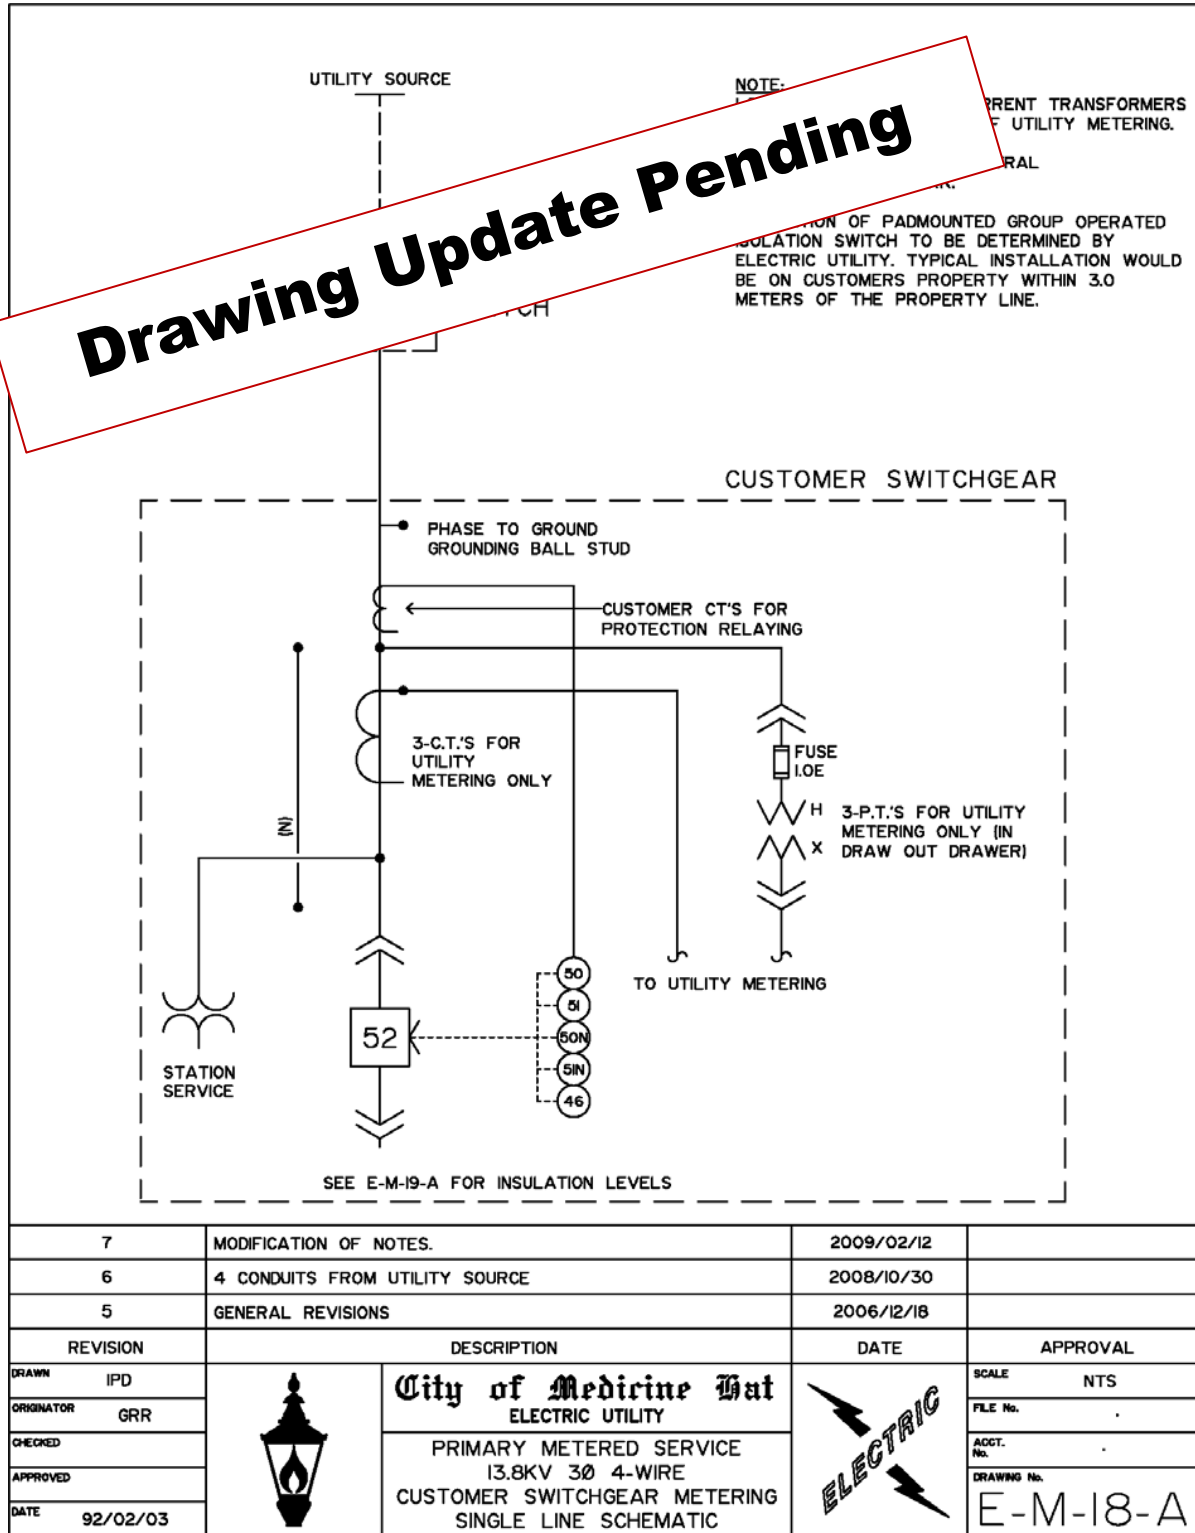 UTILITY SOURCE
NOTE:
RRENT TRANSFORMERS
F UTILITY METERING.
RAL
ION OF PADMOUNTED GROUP OPERATED
ISOLATION SWITCH TO BE DETERMINED BY
ELECTRIC UTILITY. TYPICAL INSTALLATION WOULD
BE ON CUSTOMERS PROPERTY WITHIN 3.0
METERS OF THE PROPERTY LINE.
Drawing Update Pending
TCH
CUSTOMER SWITCHGEAR
PHASE TO GROUND
GROUNDING BALL STUD
CUSTOMER CT'S FOR
PROTECTION RELAYING
3-C.T.'S FOR
UTILITY
METERING ONLY
FUSE
1.OE
H
X
3-P.T.'S FOR UTILITY
METERING ONLY (IN
DRAW OUT DRAWER)
(N)
TO UTILITY METERING
50
51
50N
51N
46
52
STATION
SERVICE
SEE E-M-19-A FOR INSULATION LEVELS
7 MODIFICATION OF NOTES. 2009/02/12
6 4 CONDUITS FROM UTILITY SOURCE 2008/10/30
5 GENERAL REVISIONS 2006/12/18
REVISION DESCRIPTION DATE APPROVAL
DRAWN IPD
ORIGINATOR GRR
CHECKED
APPROVED
DATE 92/02/03
City of Medicine Hat
ELECTRIC UTILITY
PRIMARY METERED SERVICE
13.8KV 3Ø 4-WIRE
CUSTOMER SWITCHGEAR METERING
SINGLE LINE SCHEMATIC
ELECTRIC
SCALE NTS
FILE No. .
ACCT. No. .
DRAWING No.
E-M-18-A